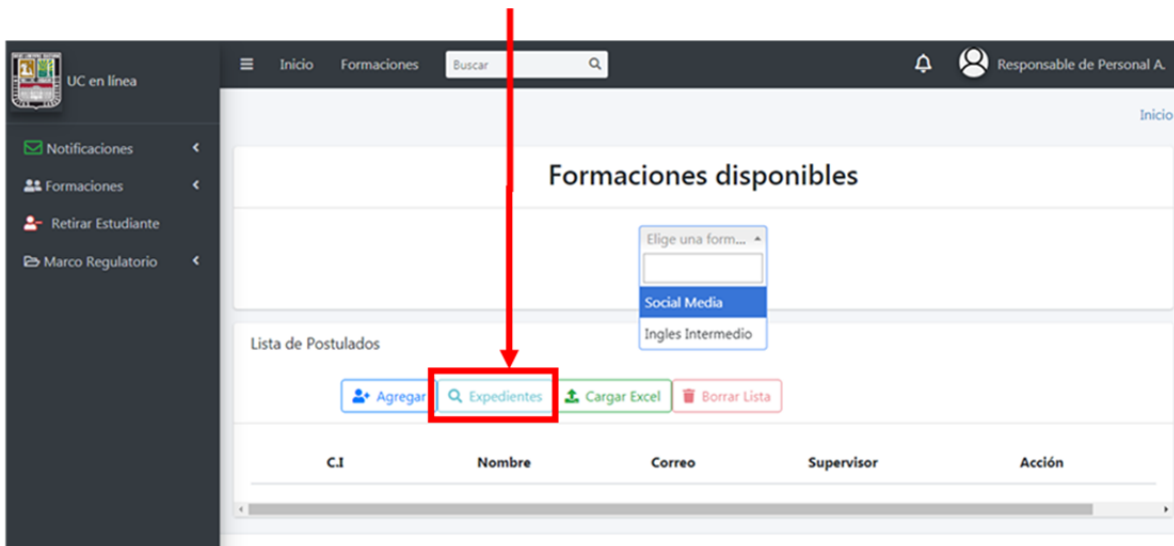 UC en línea
Inicio Formaciones Buscar Responsable de Personal A.
Inicio
Notificaciones
Formaciones
Retirar Estudiante
Marco Regulatorio
Formaciones disponibles
Elige una form...
Social Media
Ingles Intermedio
Lista de Postulados
Agregar Expedientes Cargar Excel Borrar Lista
C.I Nombre Correo Supervisor Acción